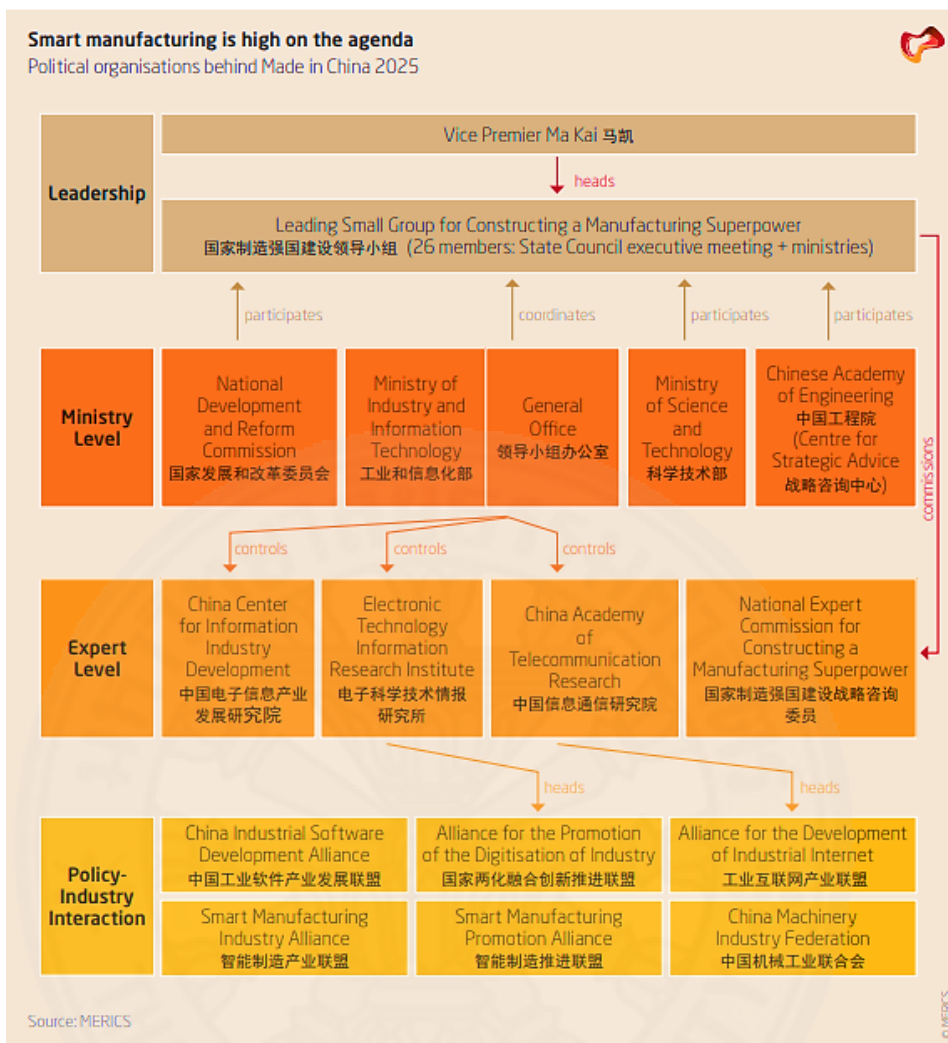 Smart manufacturing is high on the agenda
Political organisations behind Made in China 2025
Leadership
Vice Premier Ma Kai 马凯
heads
Leading Small Group for Constructing a Manufacturing Superpower
国家制造强国建设领导小组 (26 members: State Council executive meeting + ministries)
participates
coordinates
participates
participates
commissions
Ministry
Level
National
Development
and Reform
Commission
国家发展和改革委员会
Ministry of
Industry and
Information
Technology
工业和信息化部
General
Office
领导小组办公室
Ministry
of Science
and
Technology
科学技术部
Chinese Academy
of Engineering
中国工程院
(Centre for
Strategic Advice
战略咨询中心)
controls
controls
controls
Expert
Level
China Center
for Information
Industry
Development
中国电子信息产业
发展研究院
Electronic
Technology
Information
Research Institute
电子科学技术情报
研究所
China Academy
of
Telecommunication
Research
中国信息通信研究院
National Expert
Commission for
Constructing a
Manufacturing Superpower
国家制造强国建设战略咨询
委员
heads
heads
Policy-
Industry
Interaction
China Industrial Software
Development Alliance
中国工业软件产业发展联盟
Alliance for the Promotion
of the Digitisation of Industry
国家两化融合创新推进联盟
Alliance for the Development
of Industrial Internet
工业互联网产业联盟
Smart Manufacturing
Industry Alliance
智能制造产业联盟
Smart Manufacturing
Promotion Alliance
智能制造推进联盟
China Machinery
Industry Federation
中国机械工业联合会
Source: MERICS
© MERICS